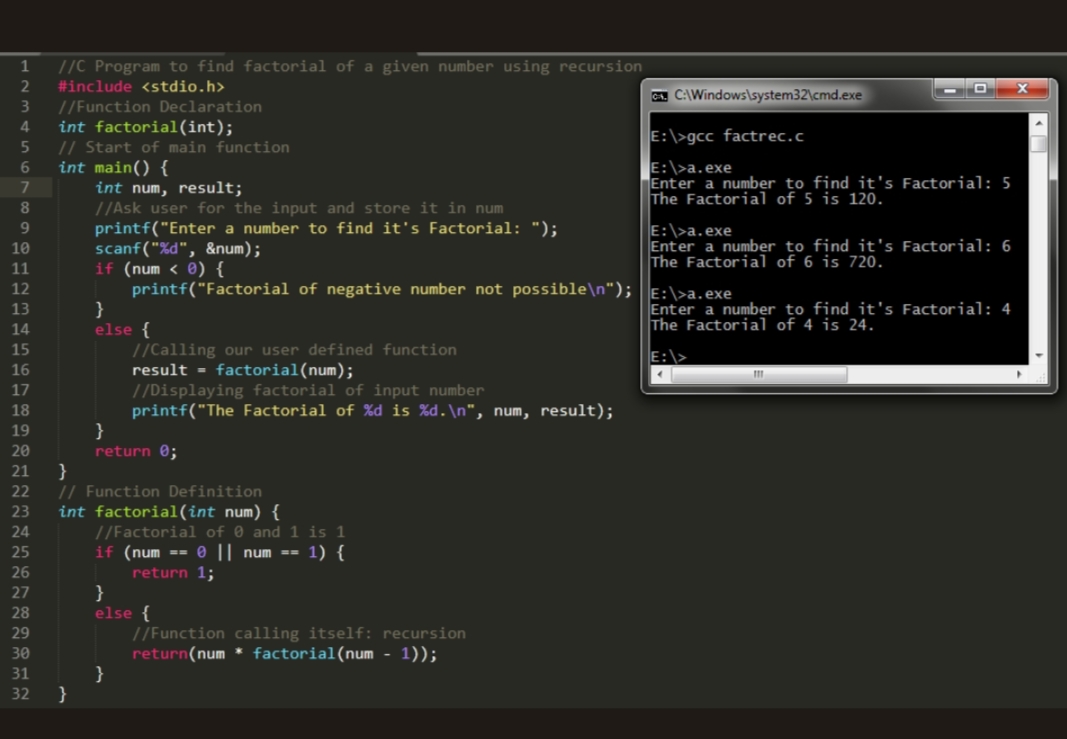 1 //C Program to find factorial of a given number using recursion
2 #include <stdio.h>
3 //Function Declaration
4 int factorial(int);
5 // Start of main function
6 int main() {
7     int num, result;
8     //Ask user for the input and store it in num
9     printf("Enter a number to find it's Factorial: ");
10     scanf("%d", &num);
11     if (num < 0) {
12         printf("Factorial of negative number not possible\n");
13     }
14     else {
15         //Calling our user defined function
16         result = factorial(num);
17         //Displaying factorial of input number
18         printf("The Factorial of %d is %d.\n", num, result);
19     }
20     return 0;
21 }
22 // Function Definition
23 int factorial(int num) {
24     //Factorial of 0 and 1 is 1
25     if (num == 0 || num == 1) {
26         return 1;
27     }
28     else {
29         //Function calling itself: recursion
30         return(num * factorial(num - 1));
31     }
32 }
C:\Windows\system32\cmd.exe
E:\>gcc factrec.c
E:\>a.exe
Enter a number to find it's Factorial: 5
The Factorial of 5 is 120.
E:\>a.exe
Enter a number to find it's Factorial: 6
The Factorial of 6 is 720.
E:\>a.exe
Enter a number to find it's Factorial: 4
The Factorial of 4 is 24.
E:\>